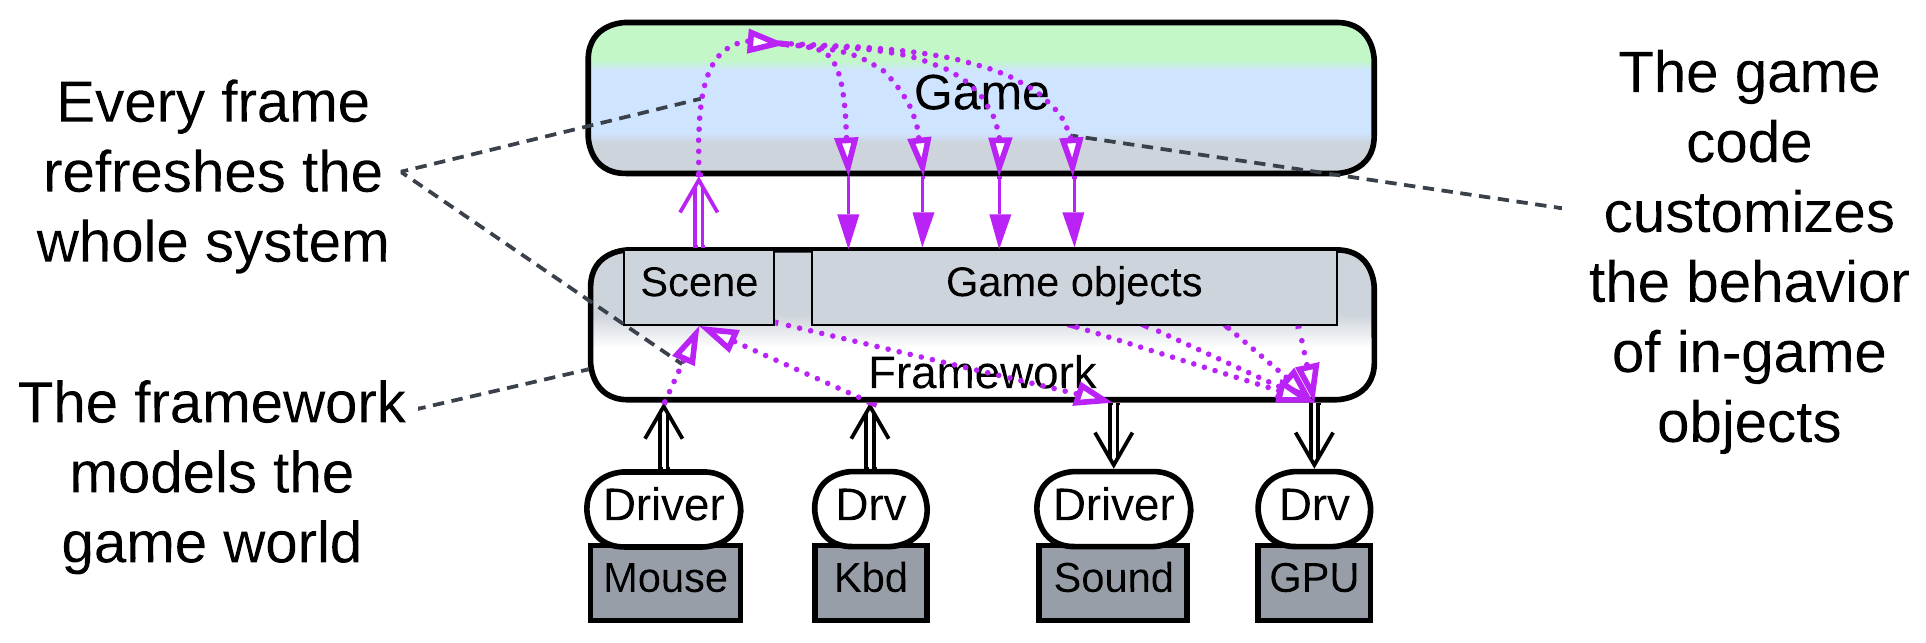 Every frame
refreshes the
whole system
The framework
models the
game world
Game
Scene
Game objects
Framework
Driver
Drv
Driver
Drv
Mouse
Kbd
Sound
GPU
The game
code
customizes
the behavior
of in-game
objects